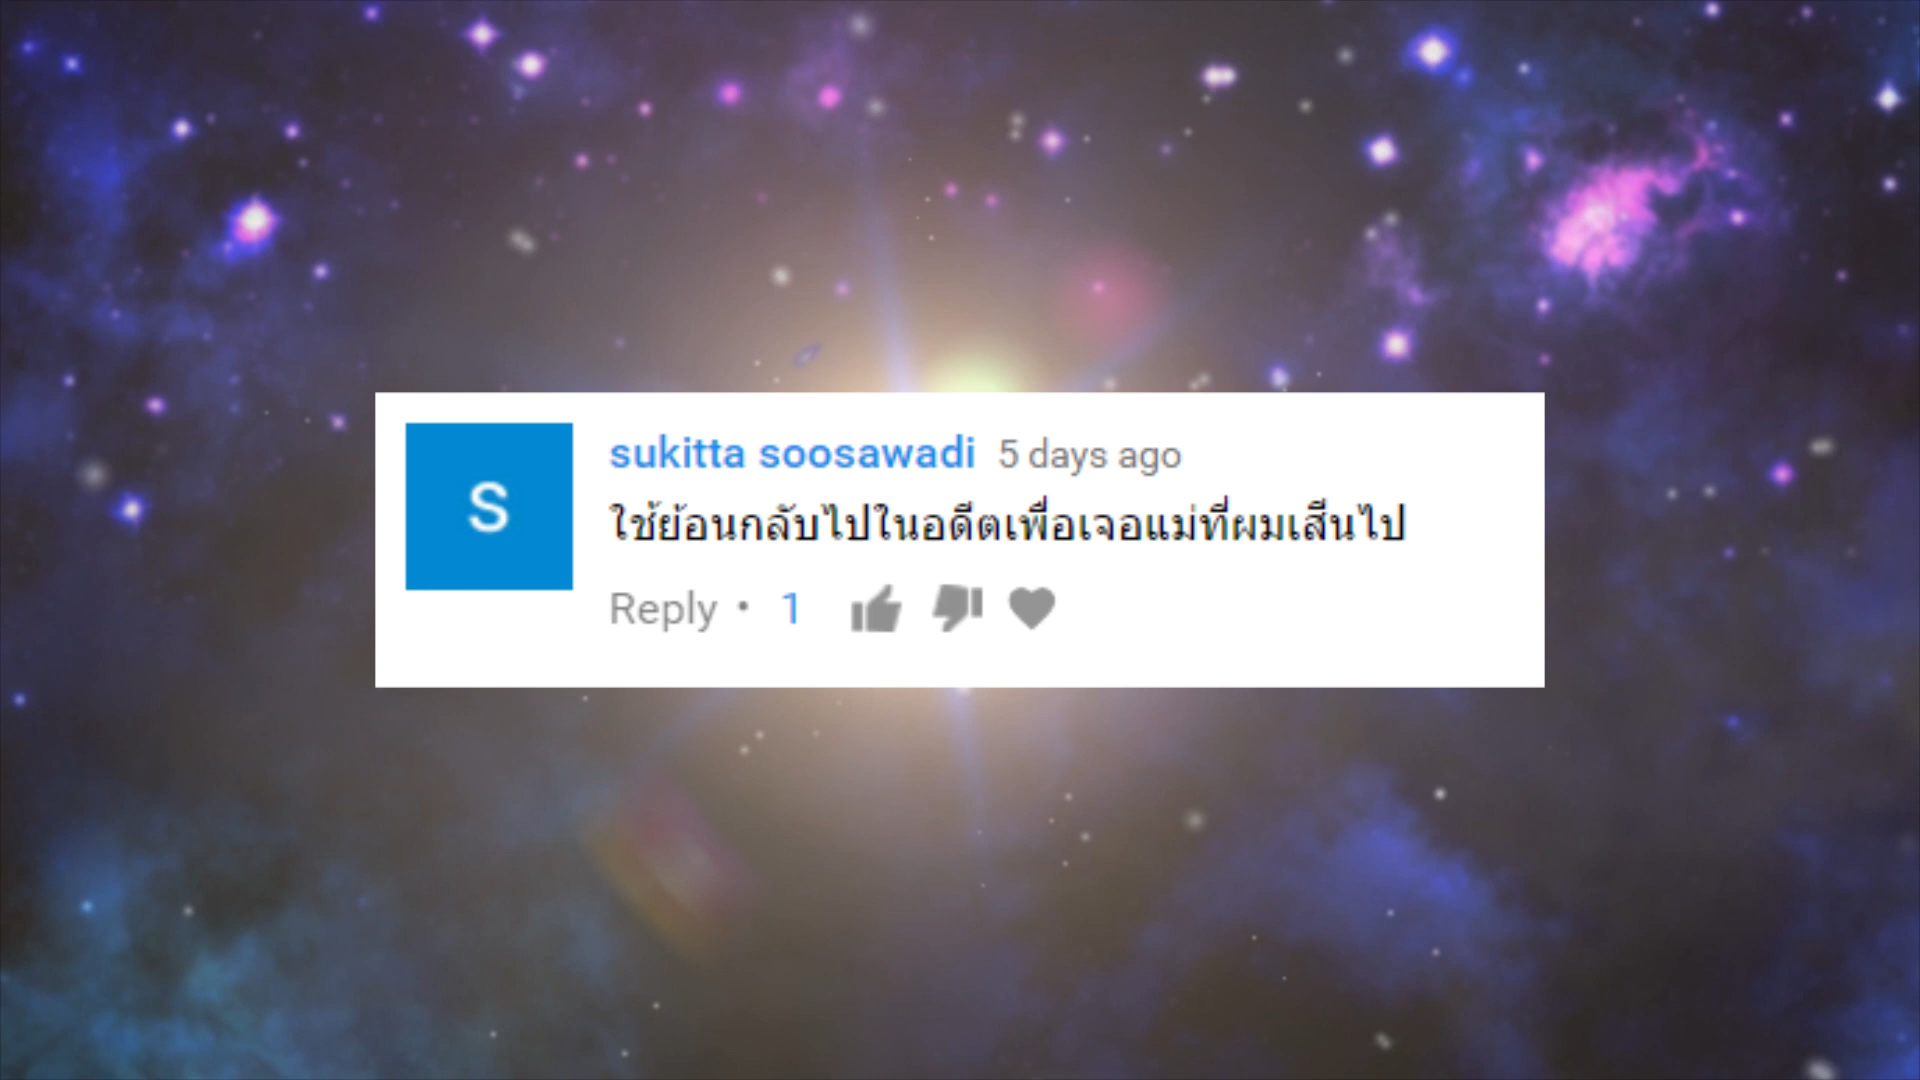 S
sukitta soosawadi 5 days ago
ใช้ย้อนกลับไปในอดีตเพื่อเจอแม่ที่ผมเสีนไป
Reply • 1